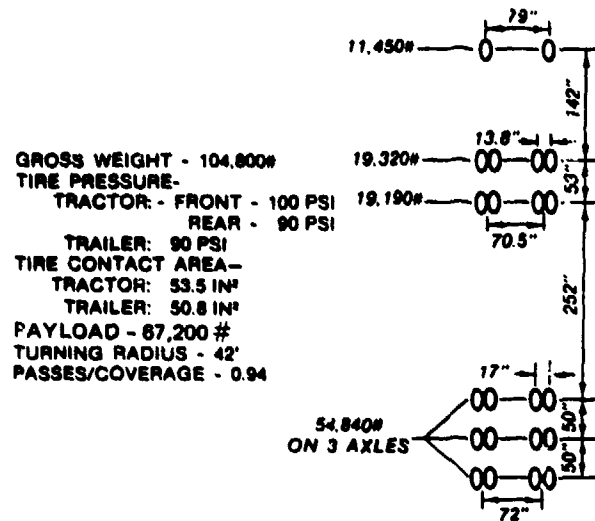 79"
11,450#
142"
13.8"
GROSS WEIGHT - 104,800#
19,320#
53"
TIRE PRESSURE-
TRACTOR: - FRONT - 100 PSI
19,190#
REAR - 90 PSI
70.5"
TRAILER: 90 PSI
TIRE CONTACT AREA-
252"
TRACTOR: 53.5 IN²
TRAILER: 50.8 IN²
PAYLOAD - 67,200 #
TURNING RADIUS - 42'
17"
PASSES/COVERAGE - 0.94
50"
54,840#
ON 3 AXLES
50"
72"